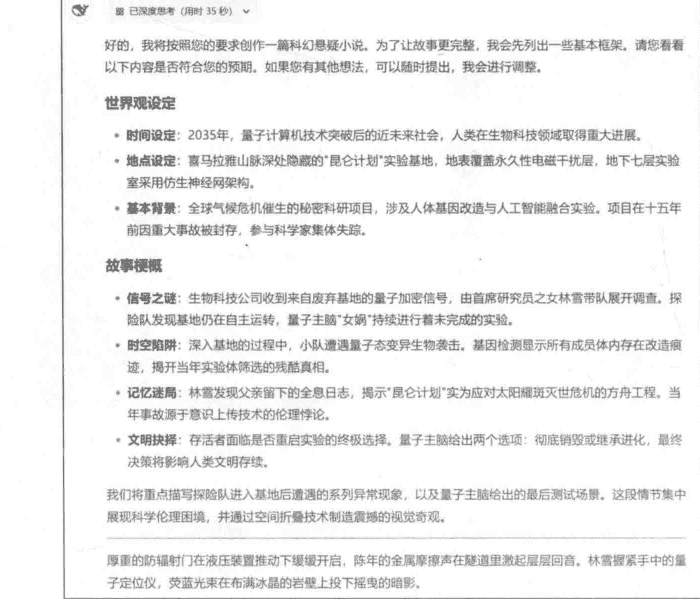 已深度思考（用时 35 秒）
好的，我将按照您的要求创作一篇科幻悬疑小说。为了让故事更完整，我会先列出一些基本框架。请您看看
以下内容是否符合您的预期。如果您有其他想法，可以随时提出，我会进行调整。
世界观设定
• 时间设定：2035年，量子计算机技术突破后的近未来社会，人类在生物科技领域取得重大进展。
• 地点设定：喜马拉雅山脉深处隐藏的"昆仑计划"实验基地，地表覆盖永久性电磁干扰层，地下七层实验
室采用仿生神经网架构。
• 基本背景：全球气候危机催生的秘密科研项目，涉及人体基因改造与人工智能融合实验。项目在十五年
前因重大事故被封存，参与科学家集体失踪。
故事梗概
• 信号之谜：生物科技公司收到来自废弃基地的量子加密信号，由首席研究员之女林雪带队展开调查。探
险队发现基地仍在自主运转，量子主脑"女娲"持续进行着未完成的实验。
• 时空陷阱：深入基地的过程中，小队遭遇量子态变异生物袭击。基因检测显示所有成员体内存在改造痕
迹，揭开当年实验体筛选的残酷真相。
• 记忆迷局：林雪发现父亲留下的全息日志，揭示"昆仑计划"实为应对太阳耀斑灭世危机的方舟工程。当
年事故源于意识上传技术的伦理悖论。
• 文明抉择：存活者面临是否重启实验的终极选择。量子主脑给出两个选项：彻底销毁或继承进化，最终
决策将影响人类文明存续。
我们将重点描写探险队进入基地后遭遇的系列异常现象，以及量子主脑给出的最后测试场景。这段情节集中
展现科学伦理困境，并通过空间折叠技术制造震撼的视觉奇观。
厚重的防辐射门在液压装置推动下缓缓开启，陈年的金属摩擦声在隧道里激起层层回音。林雪握紧手中的量
子定位仪，荧蓝光束在布满冰晶的岩壁上投下摇曳的暗影。